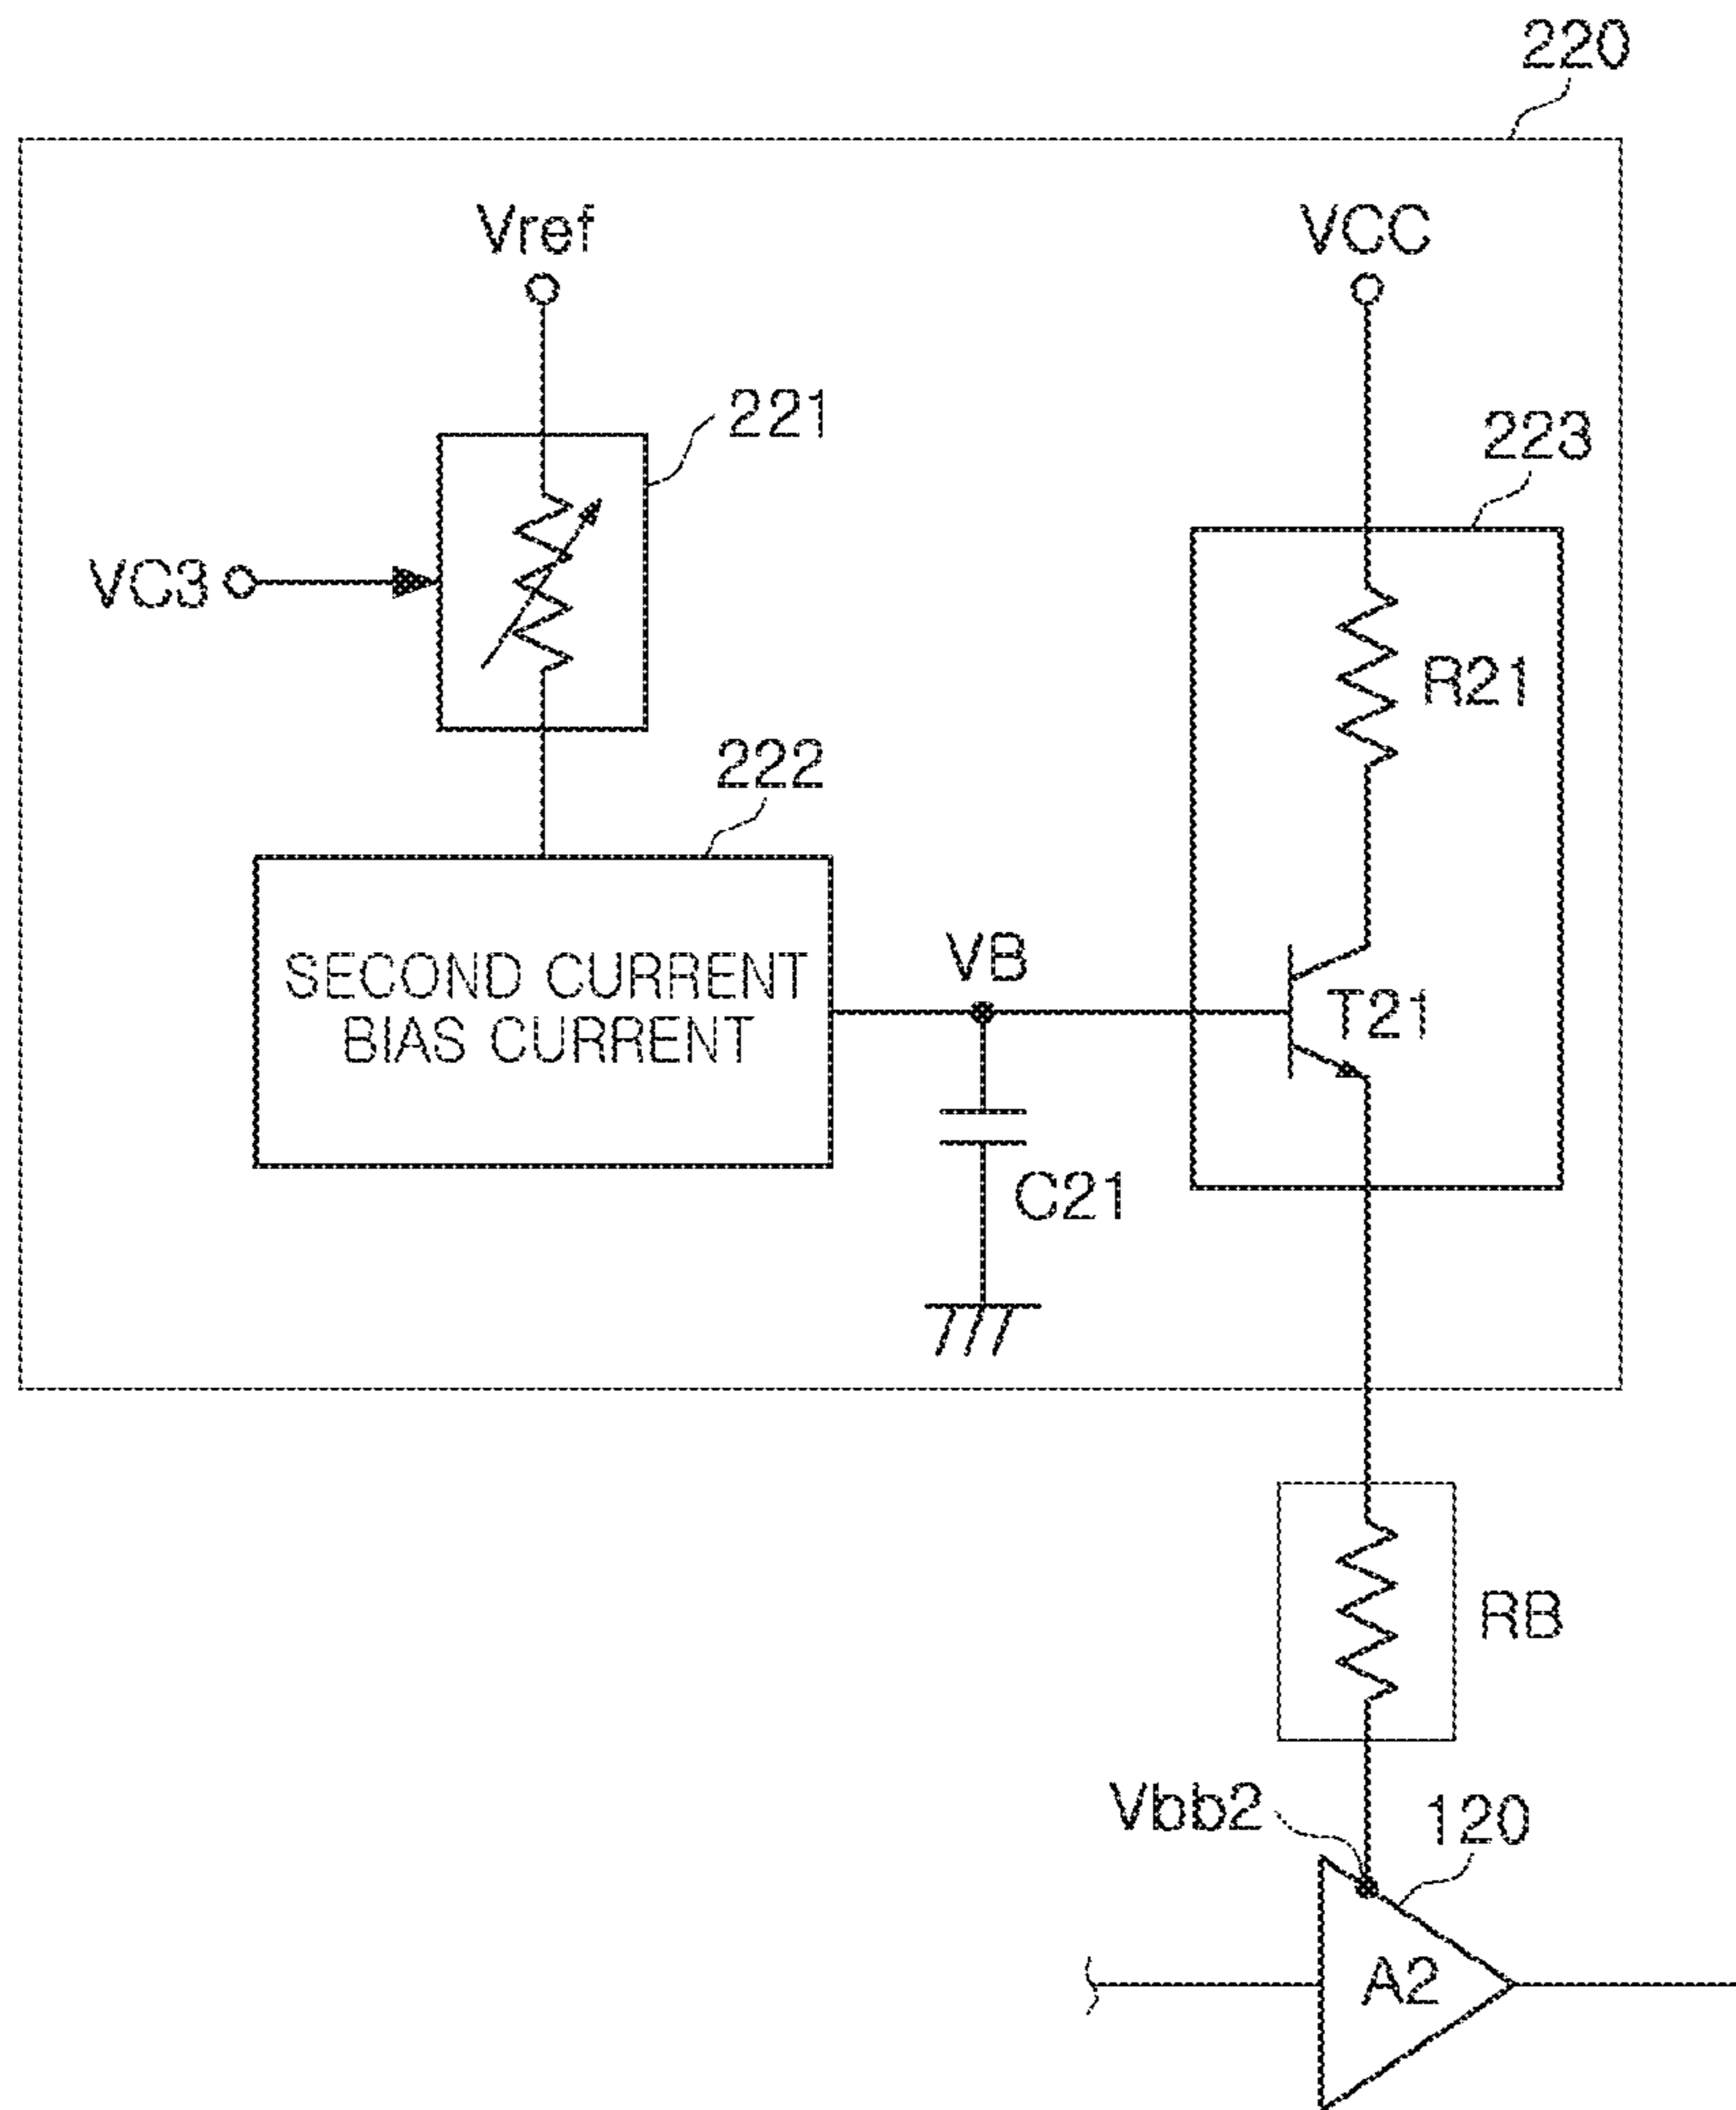 220
Vref
VCC
221
223
VC3
R21
222
SECOND CURRENT
BIAS CURRENT
VB
T21
C21
RB
Vbb2
120
A2